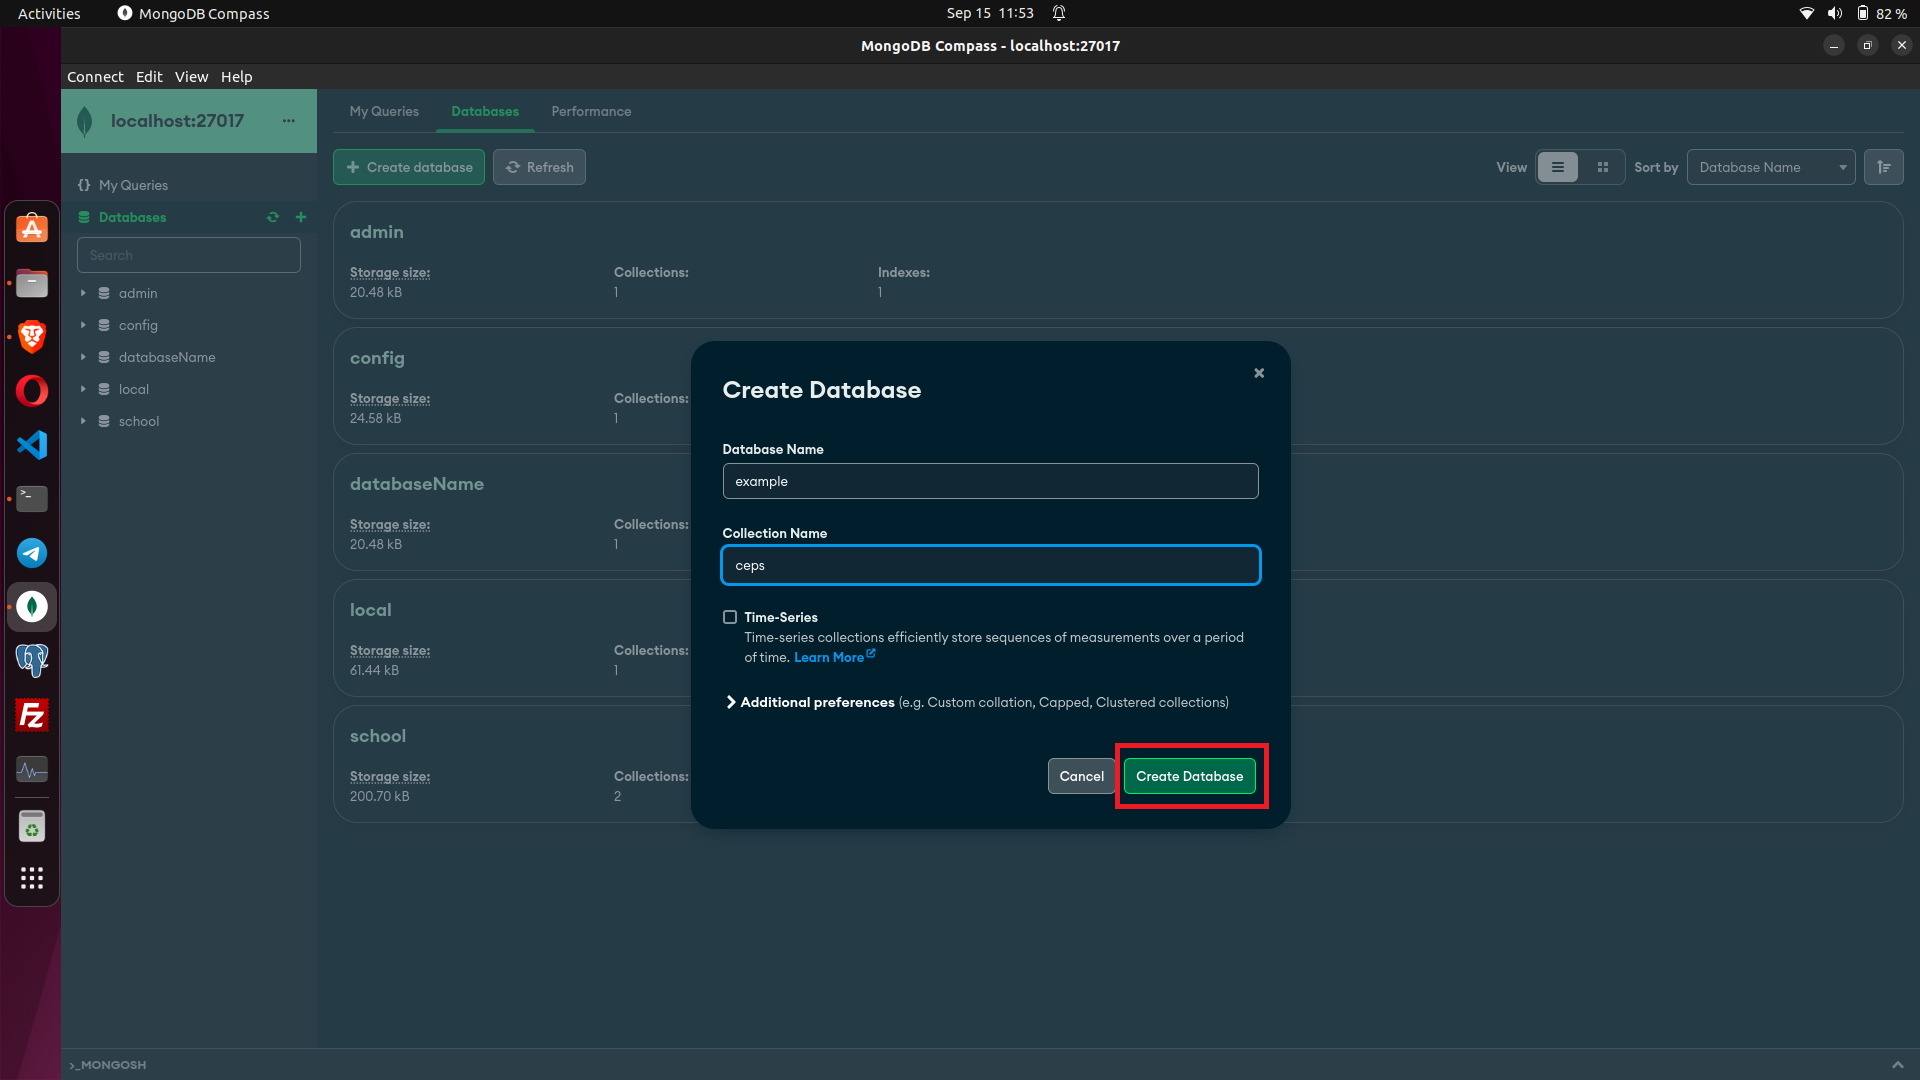 Activities
MongoDB Compass
Sep 15 11:53
82 %
MongoDB Compass - localhost:27017
Connect Edit View Help
localhost:27017
...
My Queries
Databases
Performance
Create database
Refresh
View
Sort by
Database Name
{} My Queries
Databases
Search
admin
config
databaseName
local
school
admin
Storage size:
20.48 kB
Collections:
1
Indexes:
1
config
Storage size:
24.58 kB
Collections:
1
databaseName
Storage size:
20.48 kB
Collections:
1
local
Storage size:
61.44 kB
Collections:
1
school
Storage size:
200.70 kB
Collections:
2
Create Database
Database Name
example
Collection Name
ceps
Time-Series
Time-series collections efficiently store sequences of measurements over a period
of time. Learn More
Additional preferences (e.g. Custom collation, Capped, Clustered collections)
Cancel
Create Database
>_MONGOSH